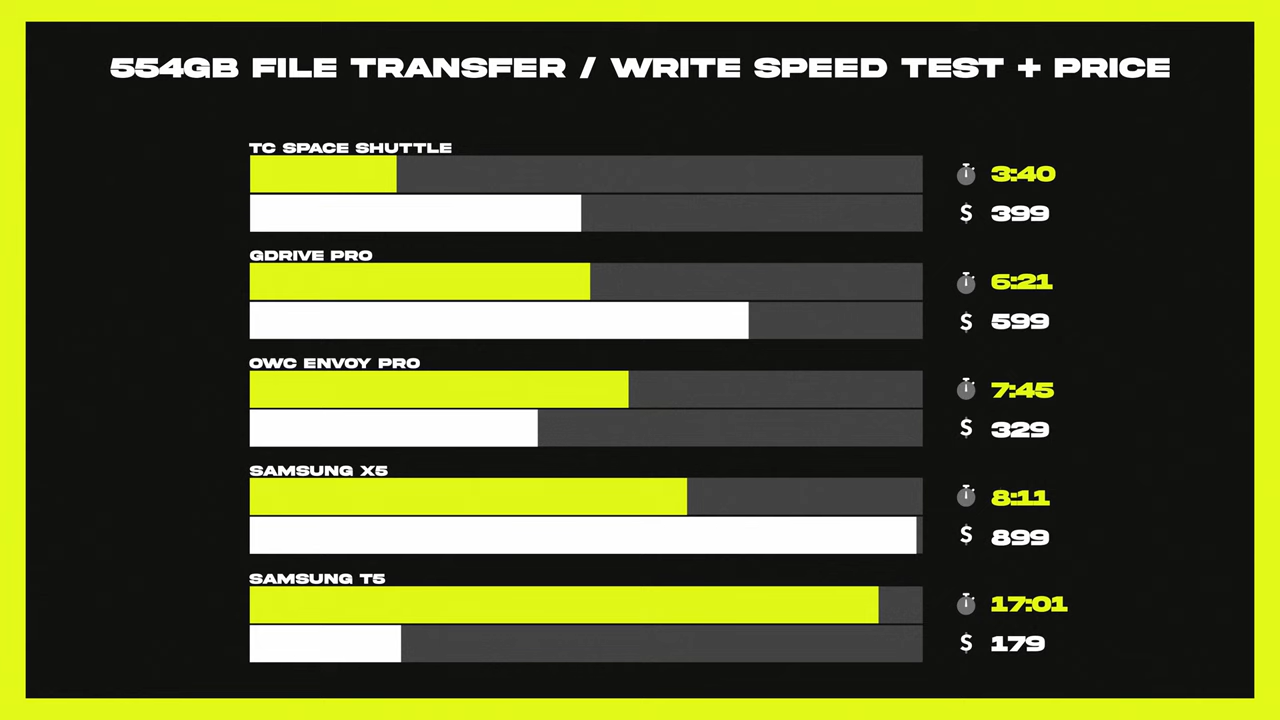 554GB FILE TRANSFER / WRITE SPEED TEST + PRICE
TC SPACE SHUTTLE
3:40
$ 399
GDRIVE PRO
6:21
$ 599
OWC ENVOY PRO
7:45
$ 329
SAMSUNG X5
8:11
$ 899
SAMSUNG T5
17:01
$ 179